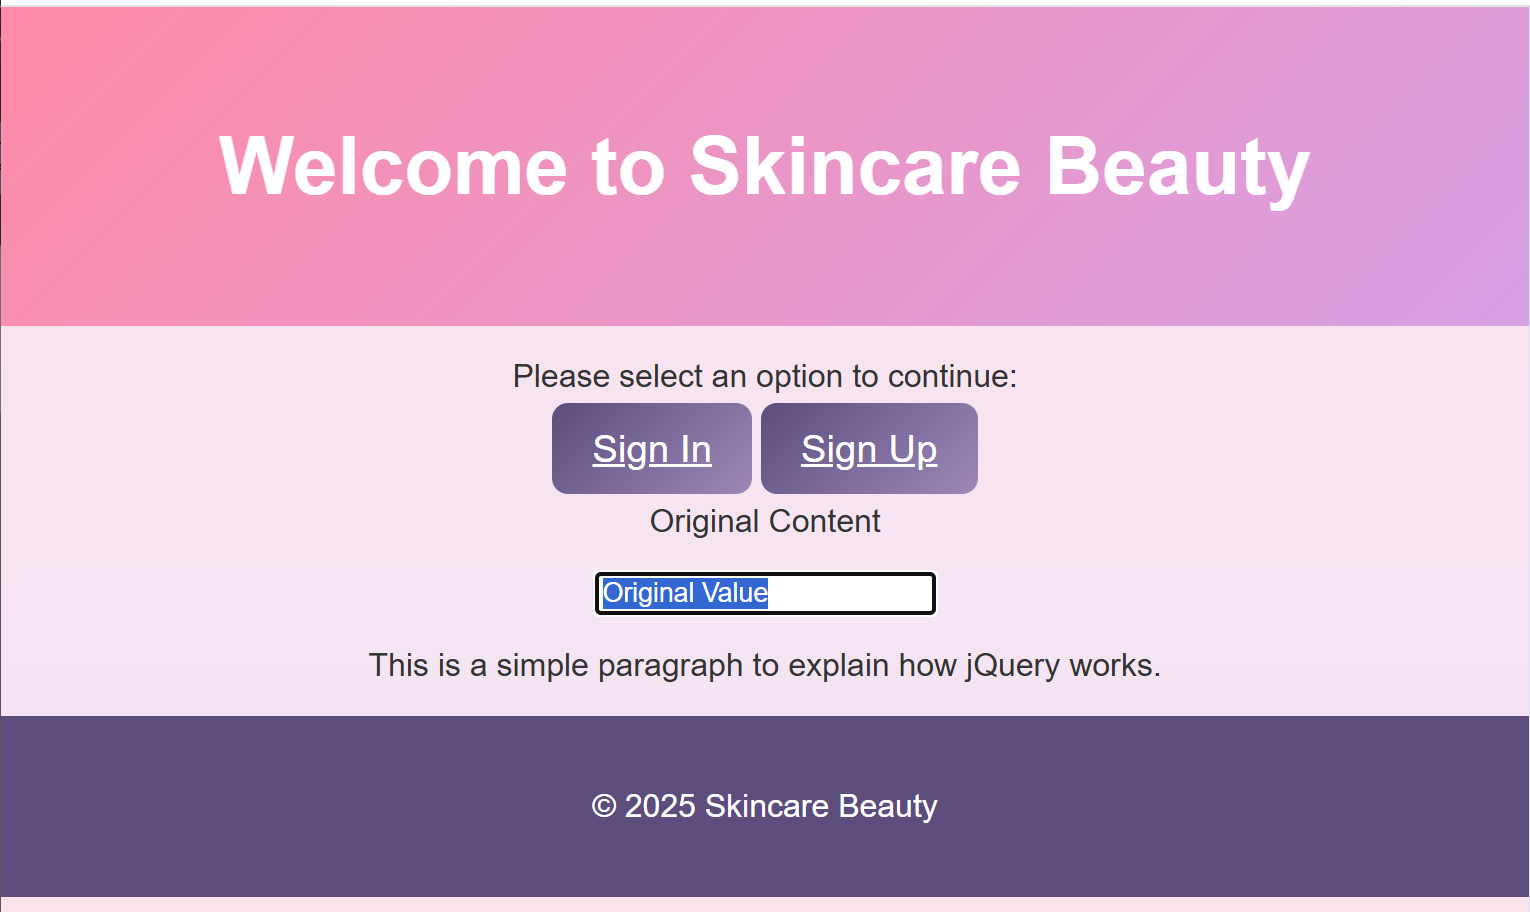 Welcome to Skincare Beauty
Please select an option to continue:
Sign In
Sign Up
Original Content
Original Value
This is a simple paragraph to explain how jQuery works.
© 2025 Skincare Beauty